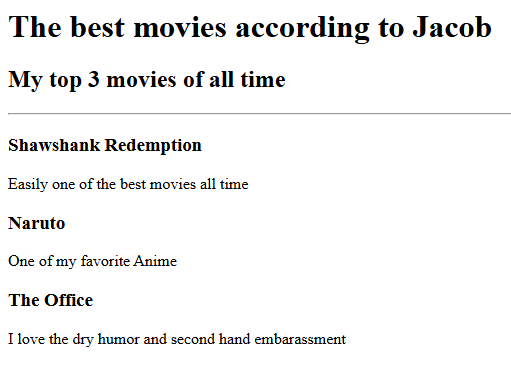 The best movies according to Jacob
My top 3 movies of all time
Shawshank Redemption
Easily one of the best movies all time
Naruto
One of my favorite Anime
The Office
I love the dry humor and second hand embarassment